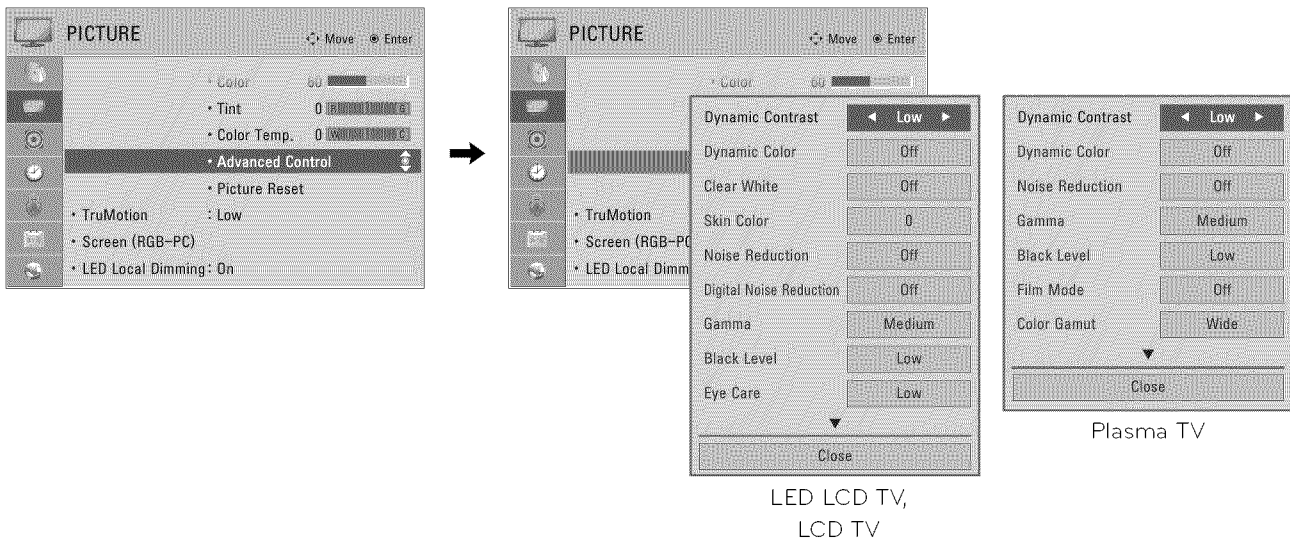 PICTURE
Move Enter
• Color 60
• Tint 0 R G
• Color Temp. 0 W C
• Advanced Control
• Picture Reset
• TruMotion : Low
• Screen (RGB-PC)
• LED Local Dimming: On
PICTURE
Move Enter
• Color 60
• TruMotion
• Screen (RGB-PC
• LED Local Dimm
Dynamic Contrast ◀ Low ▶
Dynamic Color Off
Clear White Off
Skin Color 0
Noise Reduction Off
Digital Noise Reduction Off
Gamma Medium
Black Level Low
Eye Care Low
▼
Close
LED LCD TV,
LCD TV
Dynamic Contrast ◀ Low ▶
Dynamic Color Off
Noise Reduction Off
Gamma Medium
Black Level Low
Film Mode Off
Color Gamut Wide
▼
Close
Plasma TV